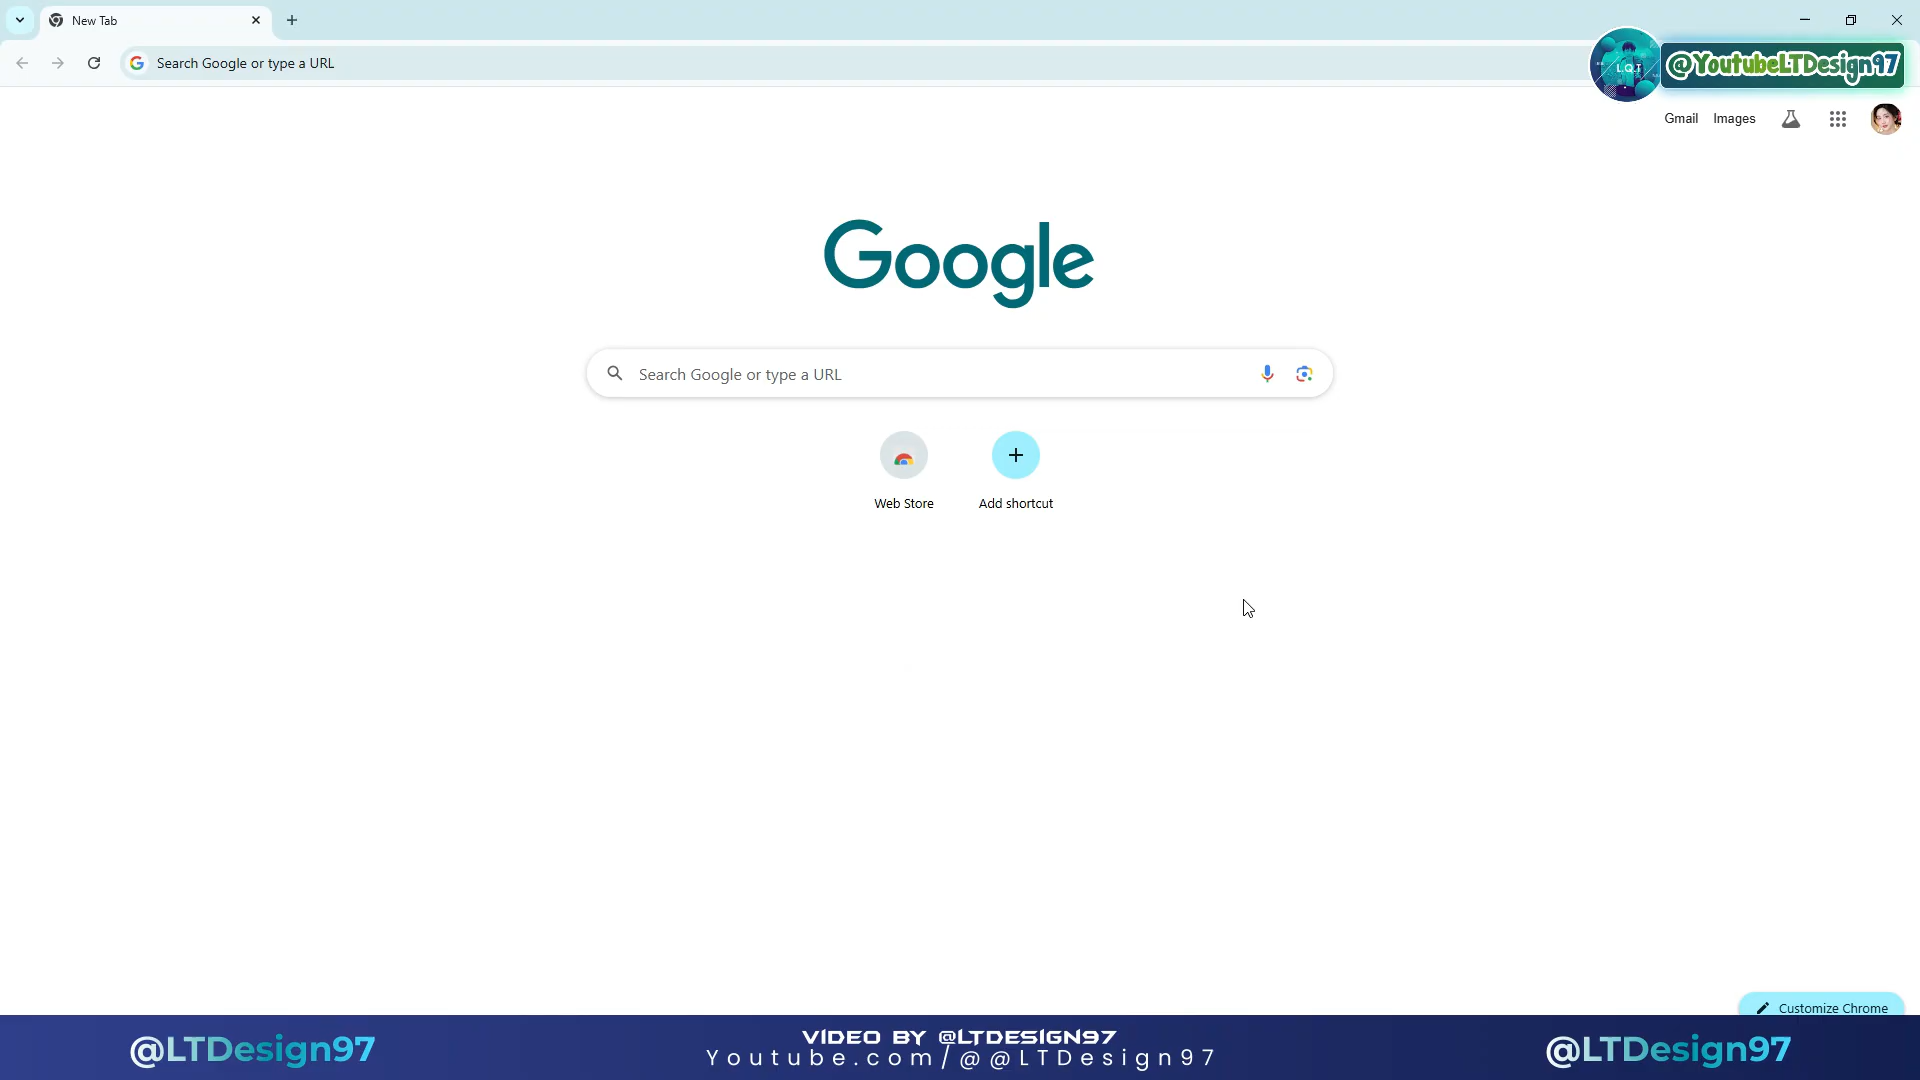 New Tab
Search Google or type a URL
L.Q.T
@YoutubeLTDesign97
Gmail Images
Google
Search Google or type a URL
Web Store
Add shortcut
Customize Chrome
@LTDesign97
VIDEO BY @LTDESIGN97
Youtube.com/@@LTDesign97
@LTDesign97